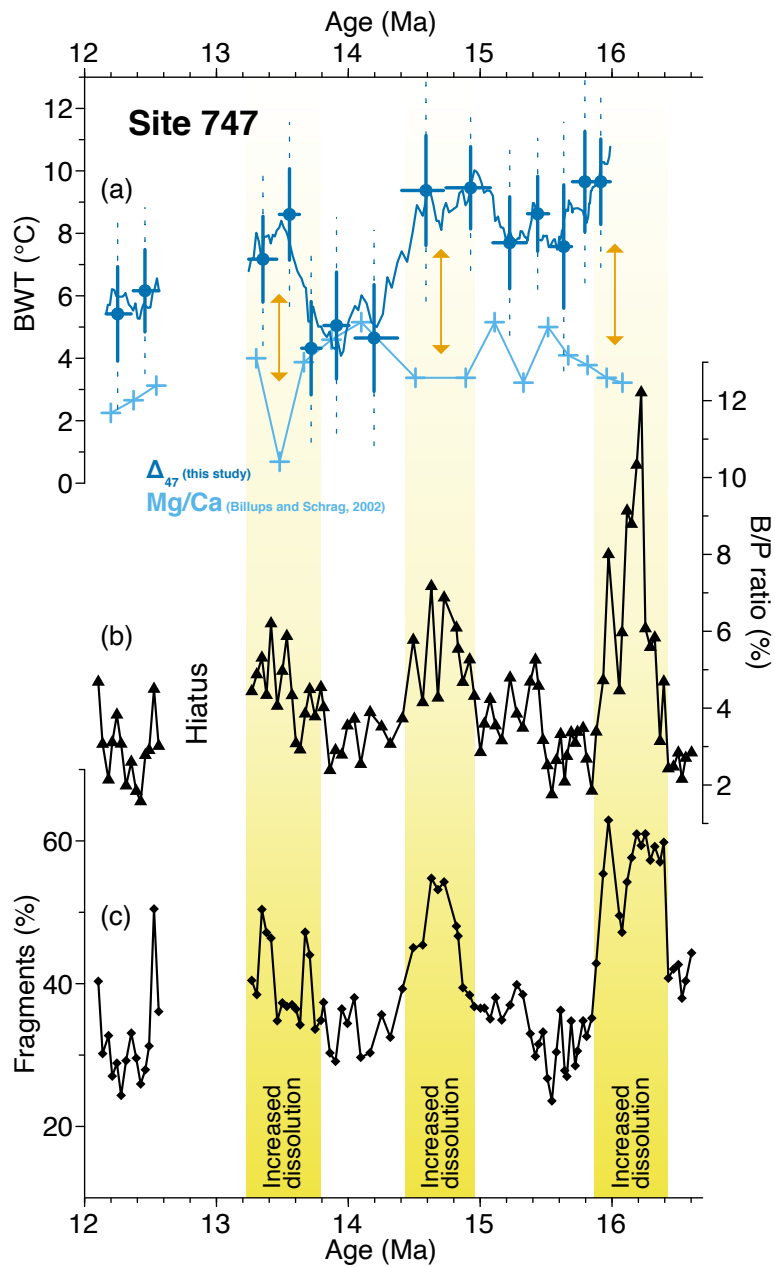 Age (Ma)
12 13 14 15 16
Site 747
(a)
12
10
8
6
4
2
0
BWT (°C)
Δ47 (this study)
Mg/Ca (Billups and Schrag, 2002)
12
10
8
6
4
2
B/P ratio (%)
(b)
Hiatus
60
40
20
Fragments (%)
(c)
Increased
dissolution
Increased
dissolution
Increased
dissolution
12 13 14 15 16
Age (Ma)